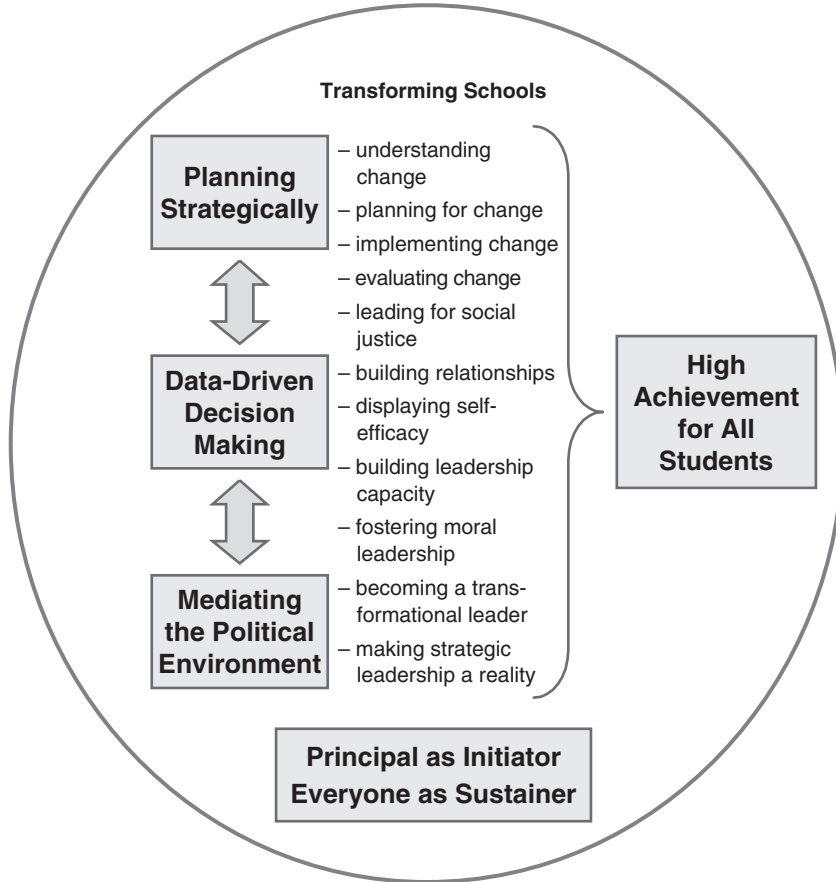 Transforming Schools
Planning
Strategically
– understanding
change
– planning for change
– implementing change
– evaluating change
– leading for social
justice
Data-Driven
Decision
Making
– building relationships
– displaying self-
efficacy
– building leadership
capacity
– fostering moral
leadership
Mediating
the Political
Environment
– becoming a trans-
formational leader
– making strategic
leadership a reality
High
Achievement
for All
Students
Principal as Initiator
Everyone as Sustainer